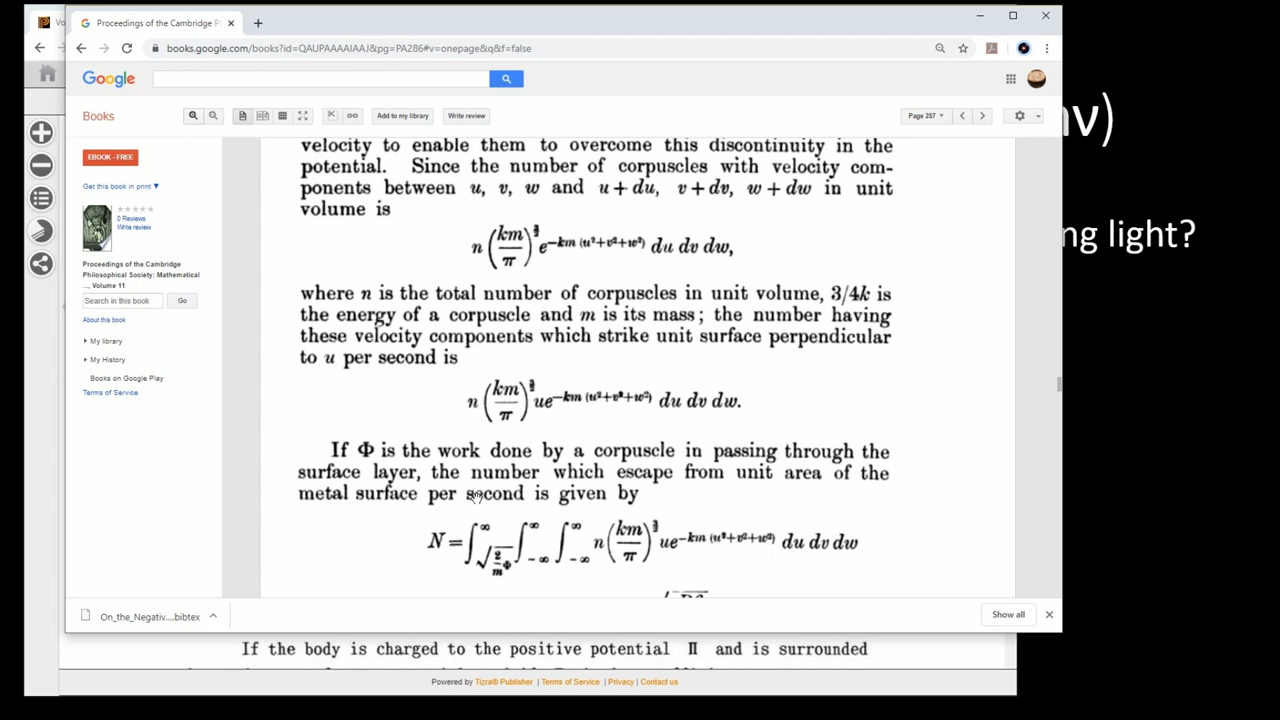 Vo
Proceedings of the Cambridge P
books.google.com/books?id=QAUPAAAAIAAJ&pg=PA286#v=onepage&q&f=false
Google
Books
Add to my library
Write review
Page 287
EBOOK - FREE
Get this book in print ▼
0 Reviews
Write review
Proceedings of the Cambridge
Philosophical Society: Mathematical
..., Volume 11
Search in this book
Go
About this book
My library
My History
Books on Google Play
Terms of Service
velocity to enable them to overcome this discontinuity in the
potential. Since the number of corpuscles with velocity com-
ponents between u, v, w and u + du, v + dv, w + dw in unit
volume is
n (km/π)^{3/2} e^{−km (u²+v²+w²)} du dv dw,
where n is the total number of corpuscles in unit volume, 3/4k is
the energy of a corpuscle and m is its mass; the number having
these velocity components which strike unit surface perpendicular
to u per second is
n (km/π)^{3/2} ue^{−km (u²+v²+w²)} du dv dw.
If Φ is the work done by a corpuscle in passing through the
surface layer, the number which escape from unit area of the
metal surface per second is given by
N = ∫_{√(2/m Φ)}^{∞} ∫_{−∞}^{∞} ∫_{−∞}^{∞} n (km/π)^{3/2} ue^{−km (u²+v²+w²)} du dv dw
On_the_Negativ....bibtex
Show all
hν)
ng light?
If the body is charged to the positive potential Π and is surrounded
Powered by Tizra® Publisher | Terms of Use | Privacy | Contact us